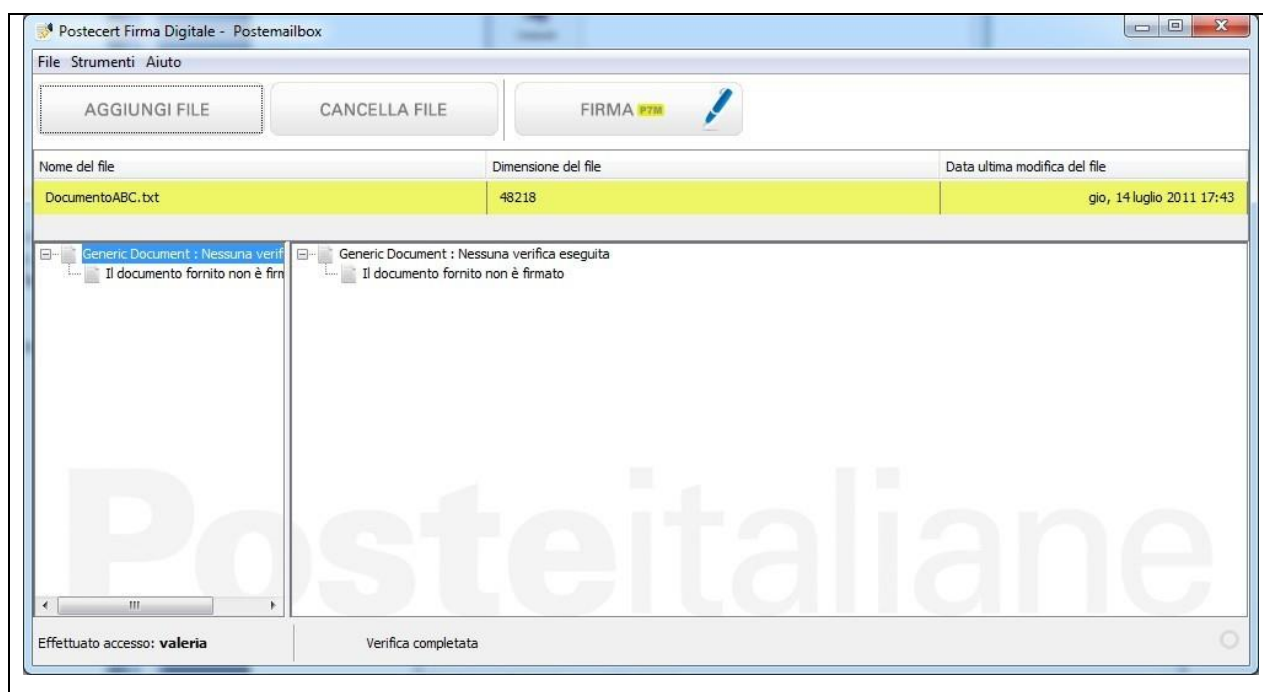 Postecert Firma Digitale - Postemailbox
File Strumenti Aiuto
AGGIUNGI FILE CANCELLA FILE FIRMA P7M
Nome del file Dimensione del file Data ultima modifica del file
DocumentoABC.txt 48218 gio, 14 luglio 2011 17:43
Generic Document : Nessuna verif Generic Document : Nessuna verifica eseguita
Il documento fornito non è firm Il documento fornito non è firmato
Posteitaliane
Effettuato accesso: valeria Verifica completata